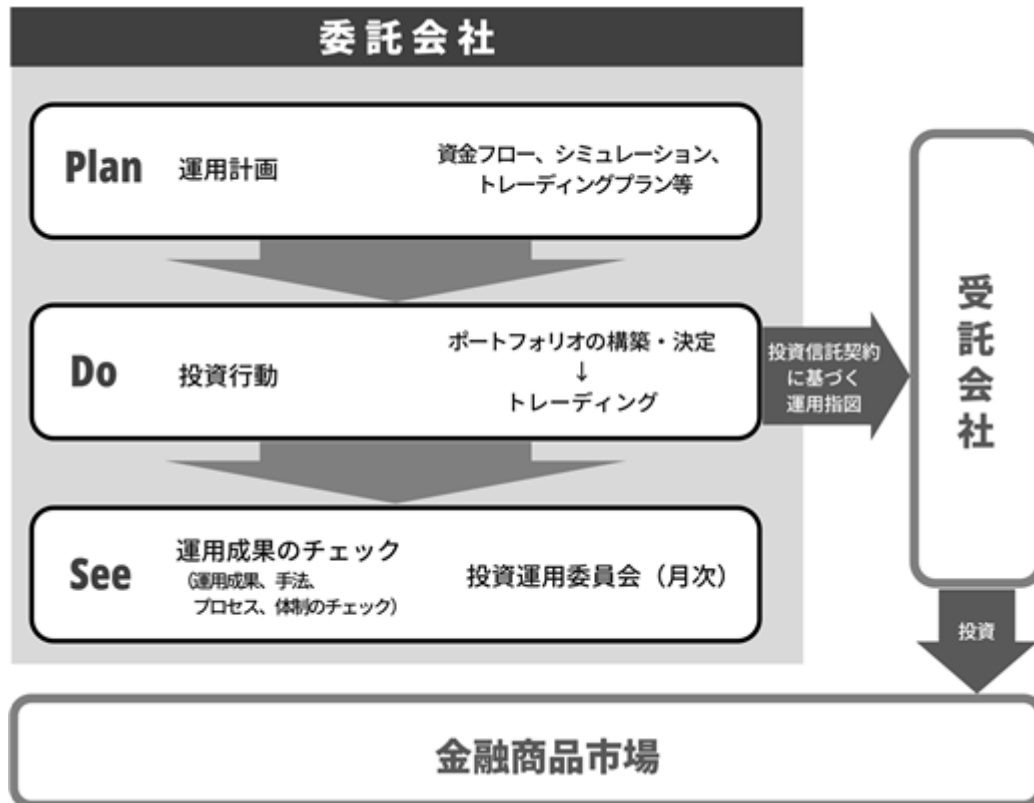 委託会社
Plan 運用計画 資金フロー、シミュレーション、
トレーディングプラン等
Do 投資行動 ポートフォリオの構築・決定
↓
トレーディング
投資信託契約
に基づく
運用指図
See 運用成果のチェック
(運用成果、手法、
プロセス、体制のチェック)
投資運用委員会(月次)
受託会社
投資
金融商品市場